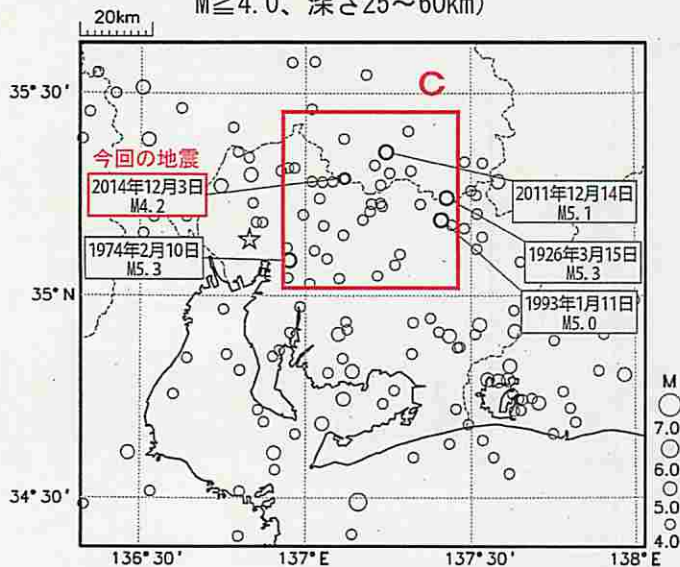 M≧4.0、深さ25～60km)
20km
C
35°30′
今回の地震
2014年12月3日
M4.2
2011年12月14日
M5.1
1974年2月10日
M5.3
1926年3月15日
M5.3
1993年1月11日
M5.0
35°N
M
7.0
6.0
5.0
4.0
34°30′
136°30′
137°E
137°30′
138°